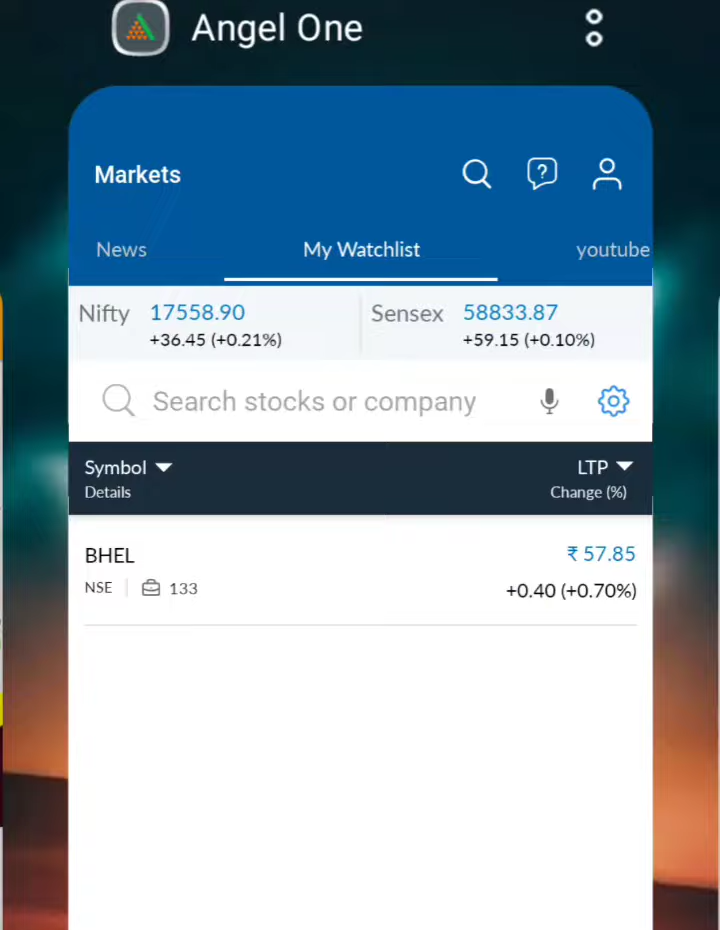 Angel One
Markets
News My Watchlist youtube
Nifty 17558.90 Sensex 58833.87
+36.45 (+0.21%) +59.15 (+0.10%)
Search stocks or company
Symbol LTP
Details Change (%)
BHEL ₹ 57.85
NSE 133 +0.40 (+0.70%)